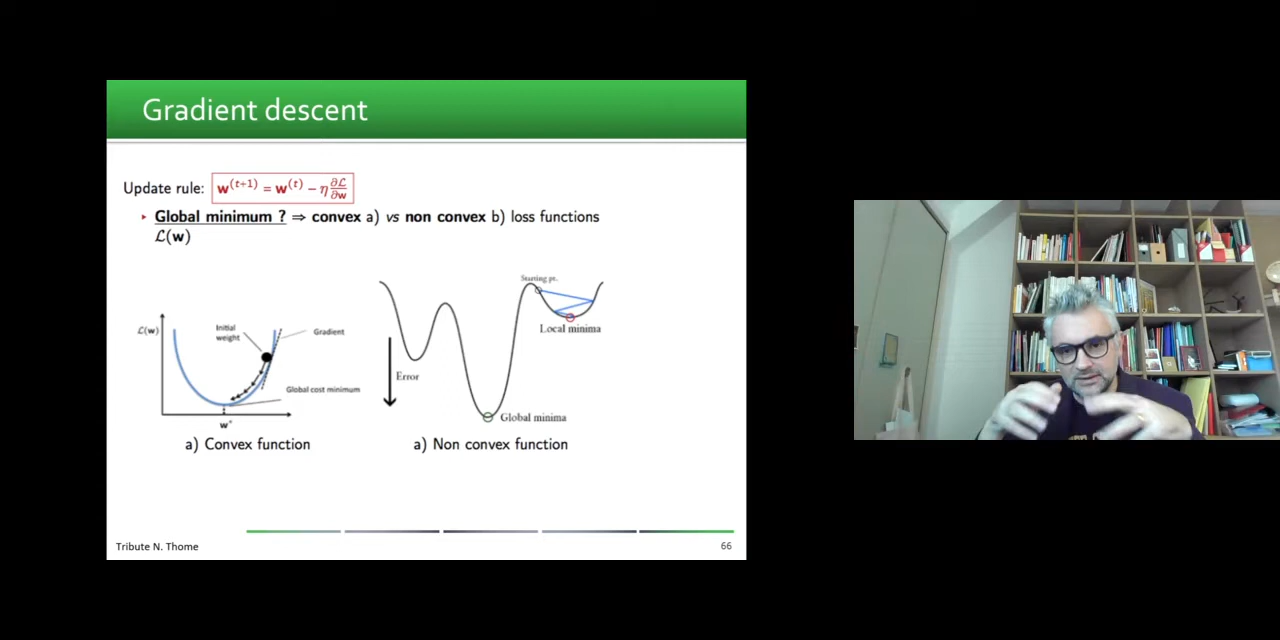 Gradient descent
Update rule: w^(t+1) = w^(t) − η ∂ℒ/∂w
▸ Global minimum ? ⇒ convex a) vs non convex b) loss functions
ℒ(w)
ℒ(w)
Initial
weight
Gradient
Global cost minimum
w*
a) Convex function
Starting pt.
Local minima
Error
Global minima
a) Non convex function
Tribute N. Thome
66